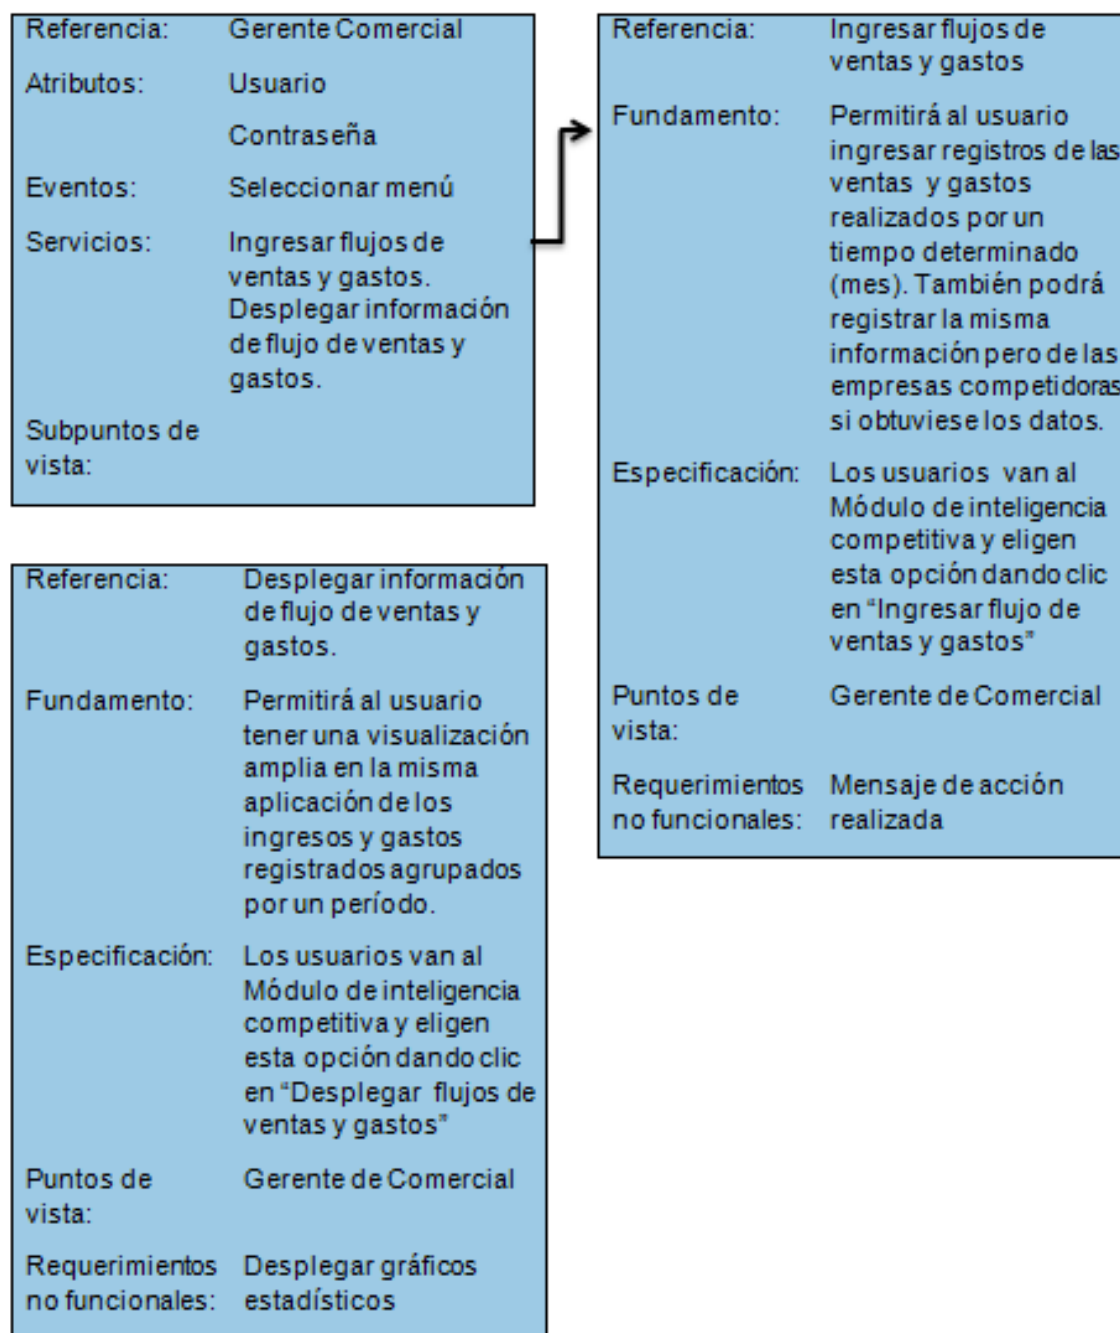 Referencia: Gerente Comercial
Atributos: Usuario
Contraseña
Eventos: Seleccionar menú
Servicios: Ingresar flujos de
ventas y gastos.
Desplegar información
de flujo de ventas y
gastos.
Subpuntos de
vista:
Referencia: Ingresar flujos de
ventas y gastos
Fundamento: Permitirá al usuario
ingresar registros de las
ventas y gastos
realizados por un
tiempo determinado
(mes). También podrá
registrar la misma
información pero de las
empresas competidoras
si obtuviese los datos.
Especificación: Los usuarios van al
Módulo de inteligencia
competitiva y eligen
esta opción dando clic
en “Ingresar flujo de
ventas y gastos”
Puntos de Gerente de Comercial
vista:
Requerimientos Mensaje de acción
no funcionales: realizada
Referencia: Desplegar información
de flujo de ventas y
gastos.
Fundamento: Permitirá al usuario
tener una visualización
amplia en la misma
aplicación de los
ingresos y gastos
registrados agrupados
por un período.
Especificación: Los usuarios van al
Módulo de inteligencia
competitiva y eligen
esta opción dando clic
en “Desplegar flujos de
ventas y gastos”
Puntos de Gerente de Comercial
vista:
Requerimientos Desplegar gráficos
no funcionales: estadísticos